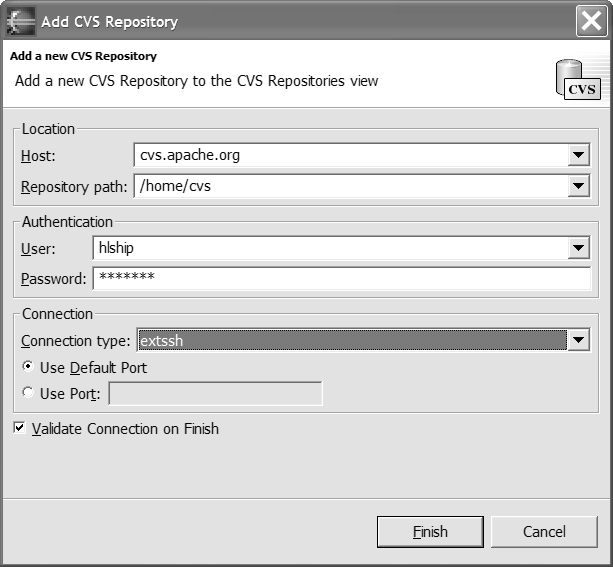 Add CVS Repository
Add a new CVS Repository
Add a new CVS Repository to the CVS Repositories view
CVS
Location
Host: cvs.apache.org
Repository path: /home/cvs
Authentication
User: hlship
Password: *******
Connection
Connection type: extssh
Use Default Port
Use Port:
Validate Connection on Finish
Finish Cancel